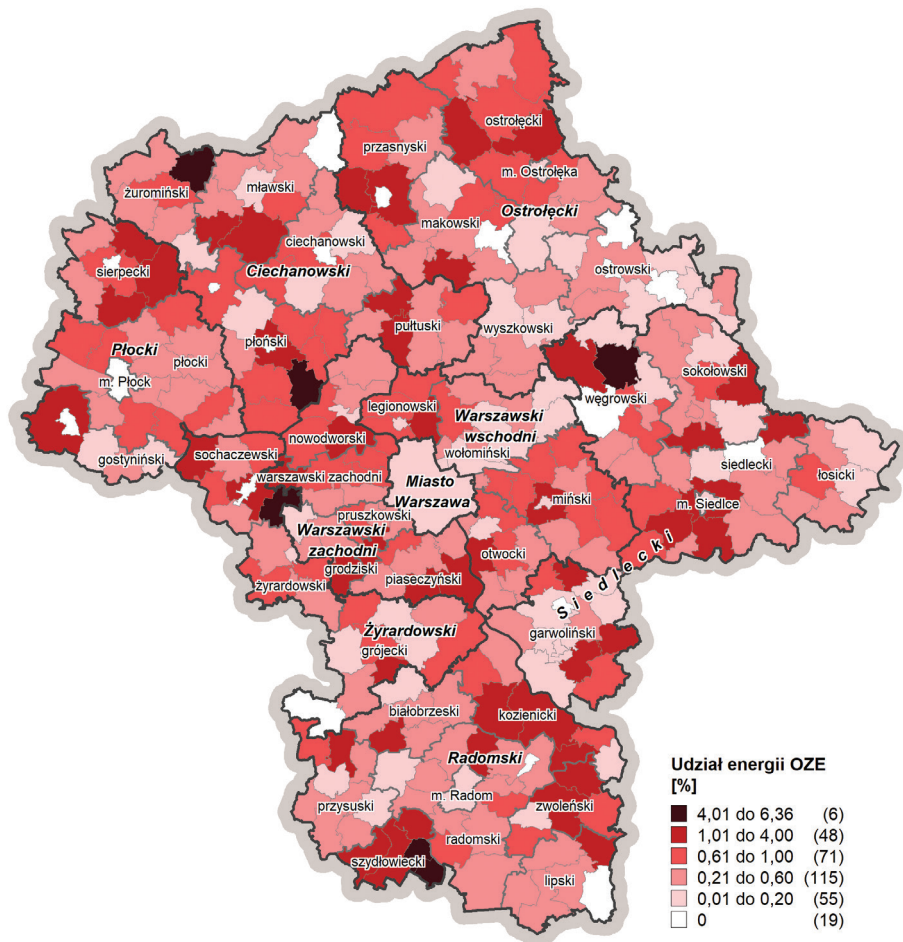 ostrołęcki
przasnyski
m. Ostrołęka
żuromiński
mławski
Ostrołęcki
makowski
ciechanowski
sierpecki
Ciechanowski
ostrowski
pułtuski
wyszkowski
płoński
Płocki
płocki
m. Płock
sokołowski
węgrowski
legionowski
Warszawski
wschodni
nowodworski
wołomiński
gostyniński
sochaczewski
siedlecki
łosicki
warszawski zachodni
Miasto
Warszawa
miński
m. Siedlce
pruszkowski
Warszawski
zachodni
otwocki
grodziski
piaseczyński
żyrardowski
Siedlecki
garwoliński
Żyrardowski
grójecki
białobrzeski
kozienicki
Radomski
m. Radom
przysuski
zwoleński
radomski
szydłowiecki
lipski
Udział energii OZE
[%]
4,01 do 6,36 (6)
1,01 do 4,00 (48)
0,61 do 1,00 (71)
0,21 do 0,60 (115)
0,01 do 0,20 (55)
0 (19)